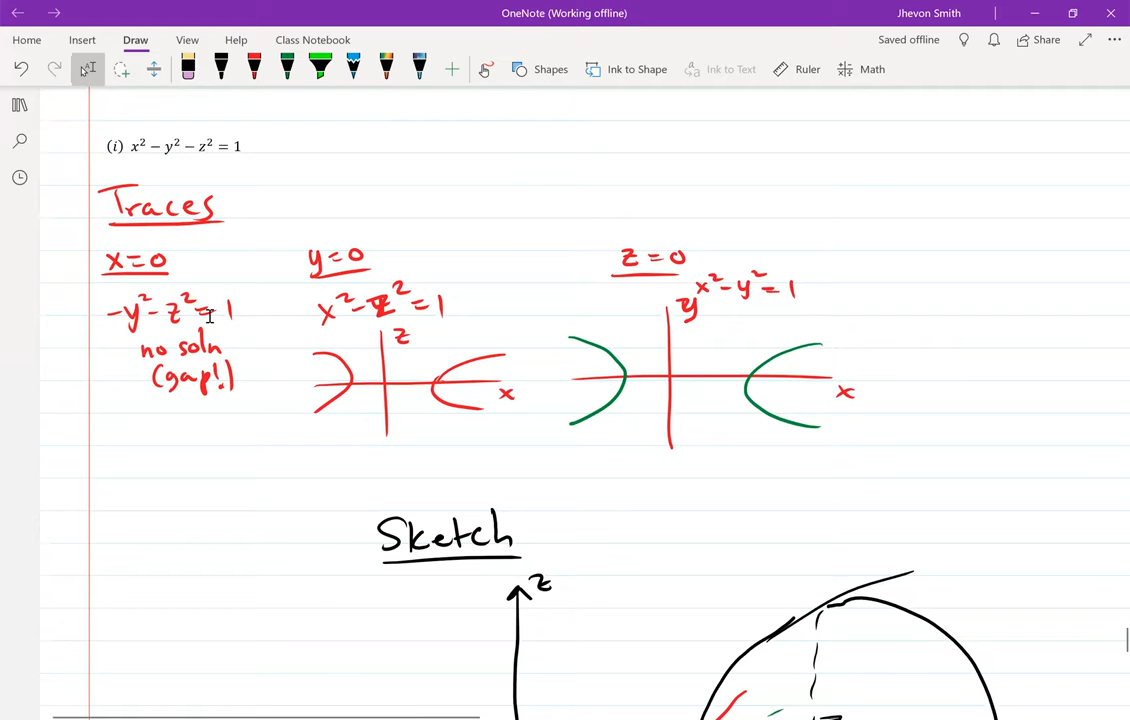 OneNote (Working offline)
Jhevon Smith
Home Insert Draw View Help Class Notebook
Saved offline
Share
Shapes
Ink to Shape
Ink to Text
Ruler
Math
(i) x² − y² − z² = 1
Traces
x=0
y=0
z=0
-y²-z²=1
x²-z²=1
x²-y²=1
no soln
(gap!)
z
x
y
x
Sketch
z